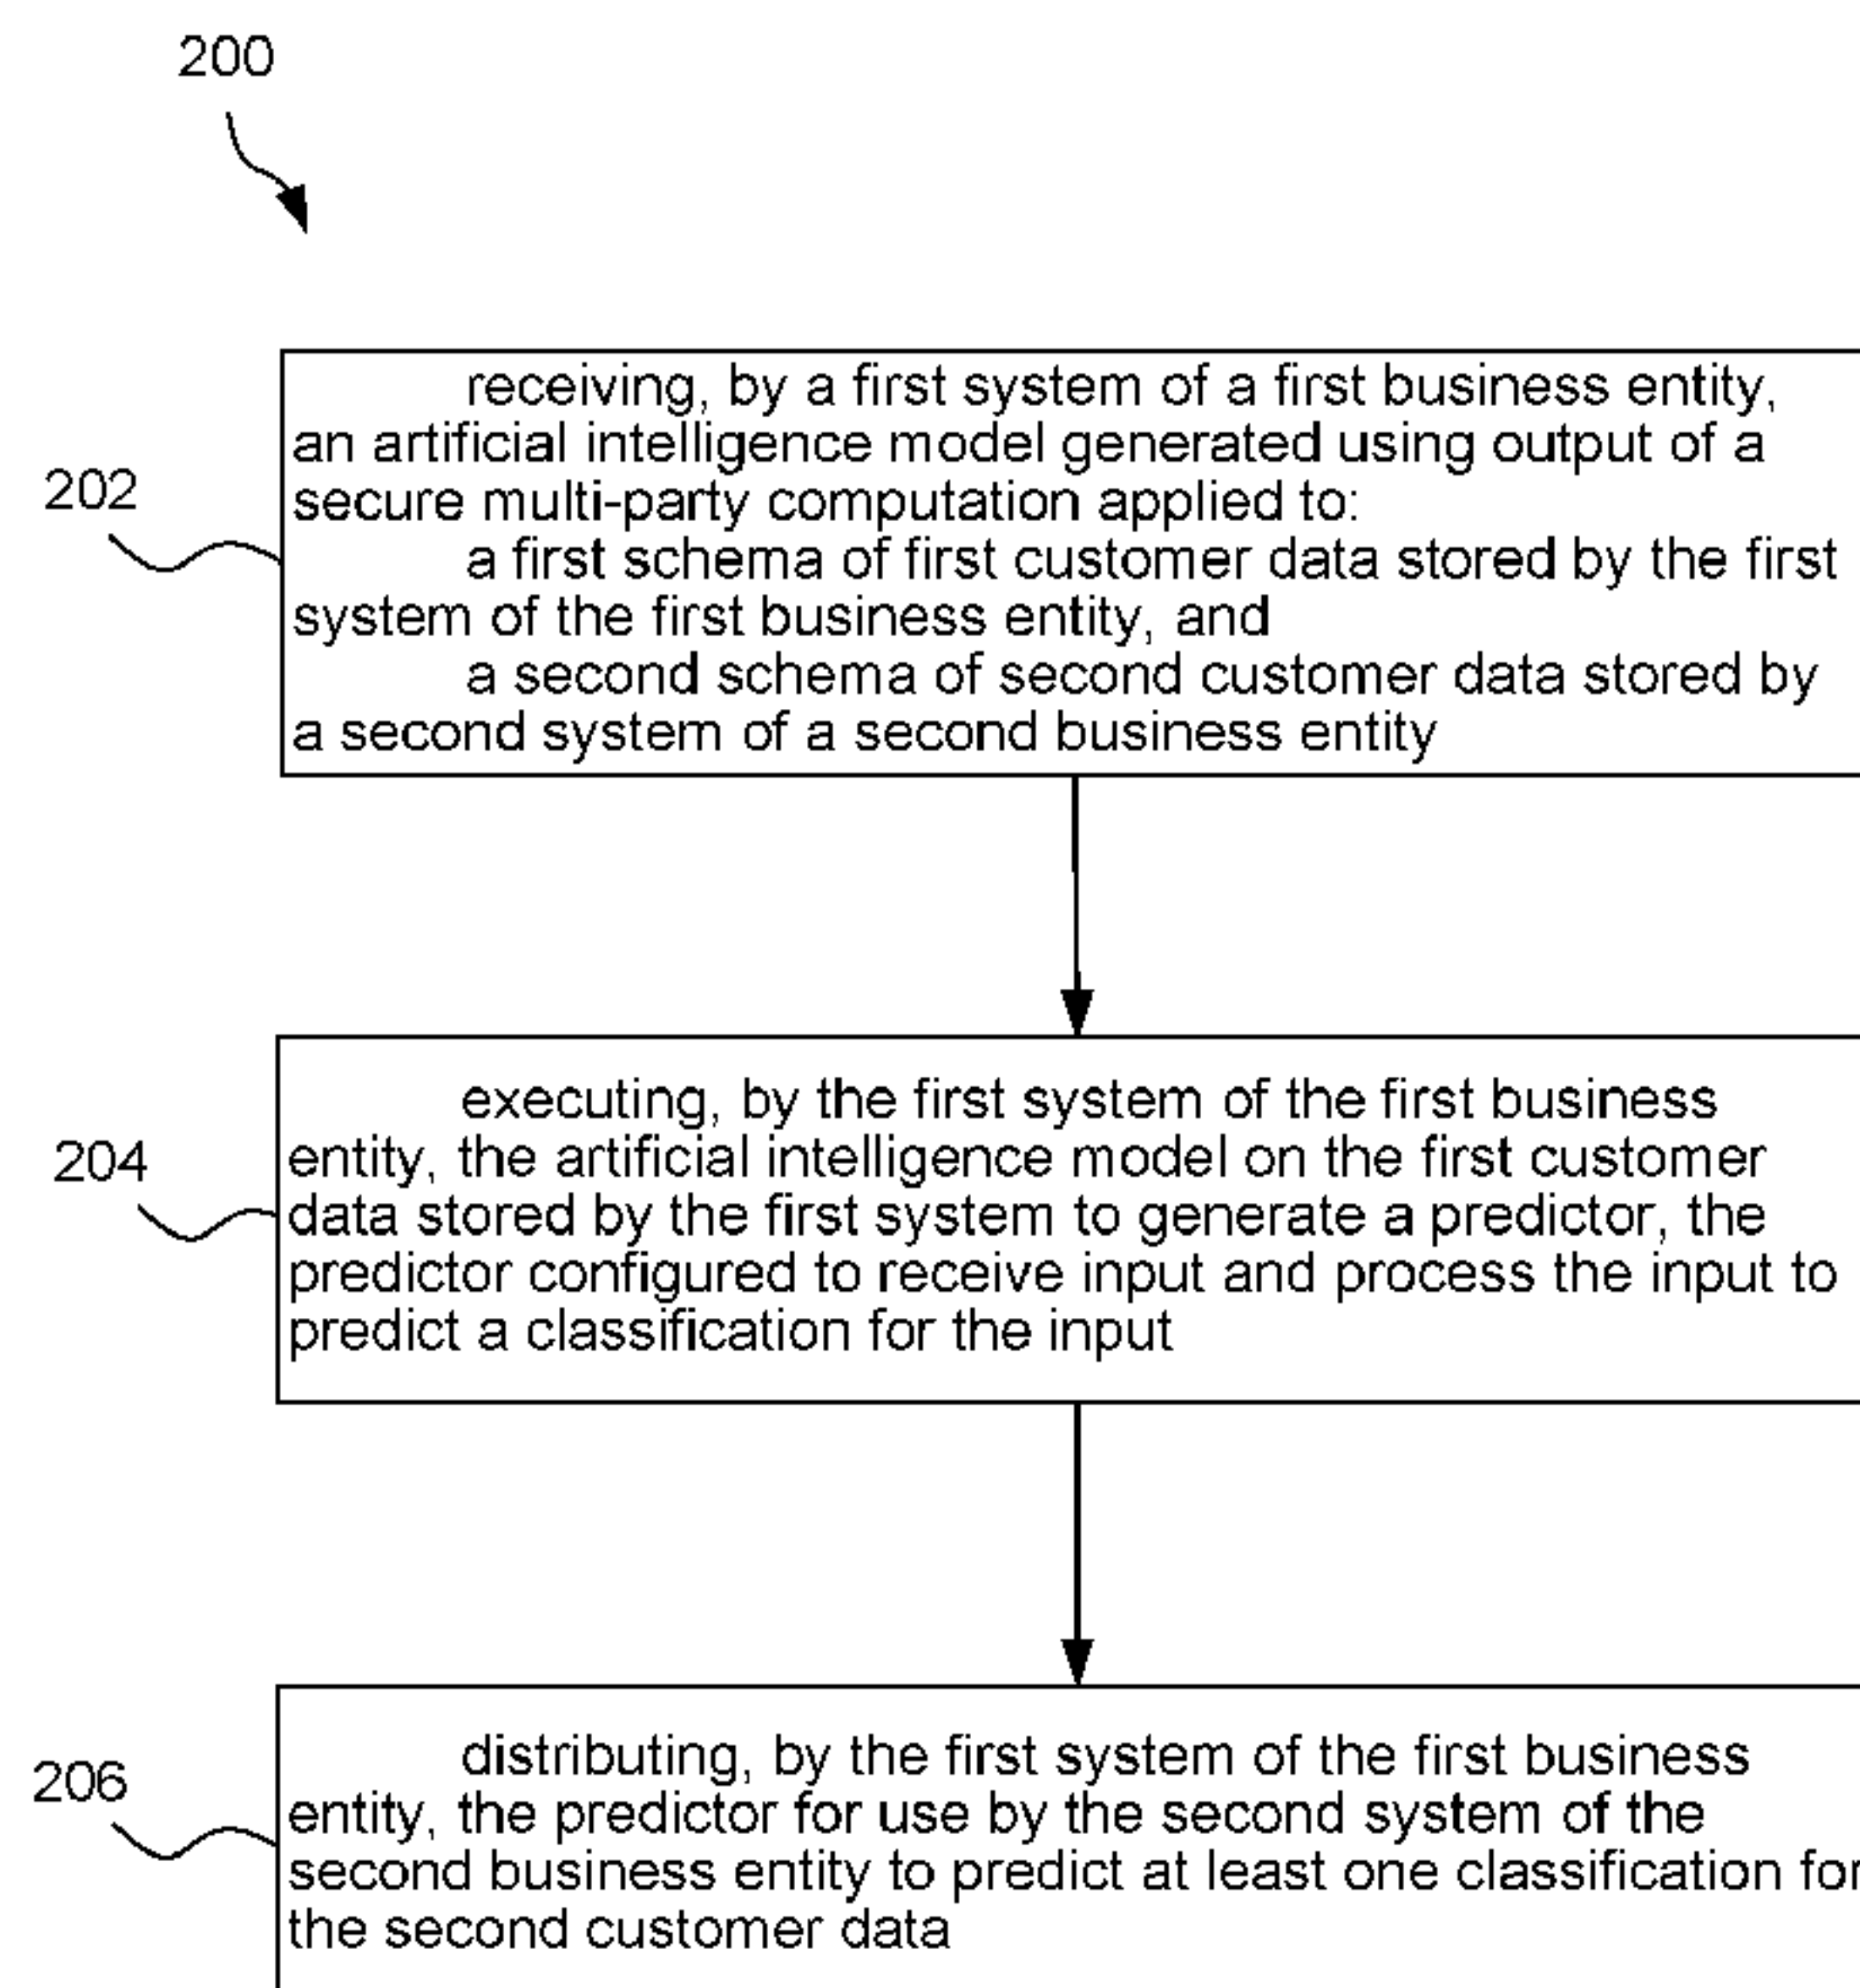 200
202
receiving, by a first system of a first business entity,
an artificial intelligence model generated using output of a
secure multi-party computation applied to:
a first schema of first customer data stored by the first
system of the first business entity, and
a second schema of second customer data stored by
a second system of a second business entity
204
executing, by the first system of the first business
entity, the artificial intelligence model on the first customer
data stored by the first system to generate a predictor, the
predictor configured to receive input and process the input to
predict a classification for the input
206
distributing, by the first system of the first business
entity, the predictor for use by the second system of the
second business entity to predict at least one classification for
the second customer data